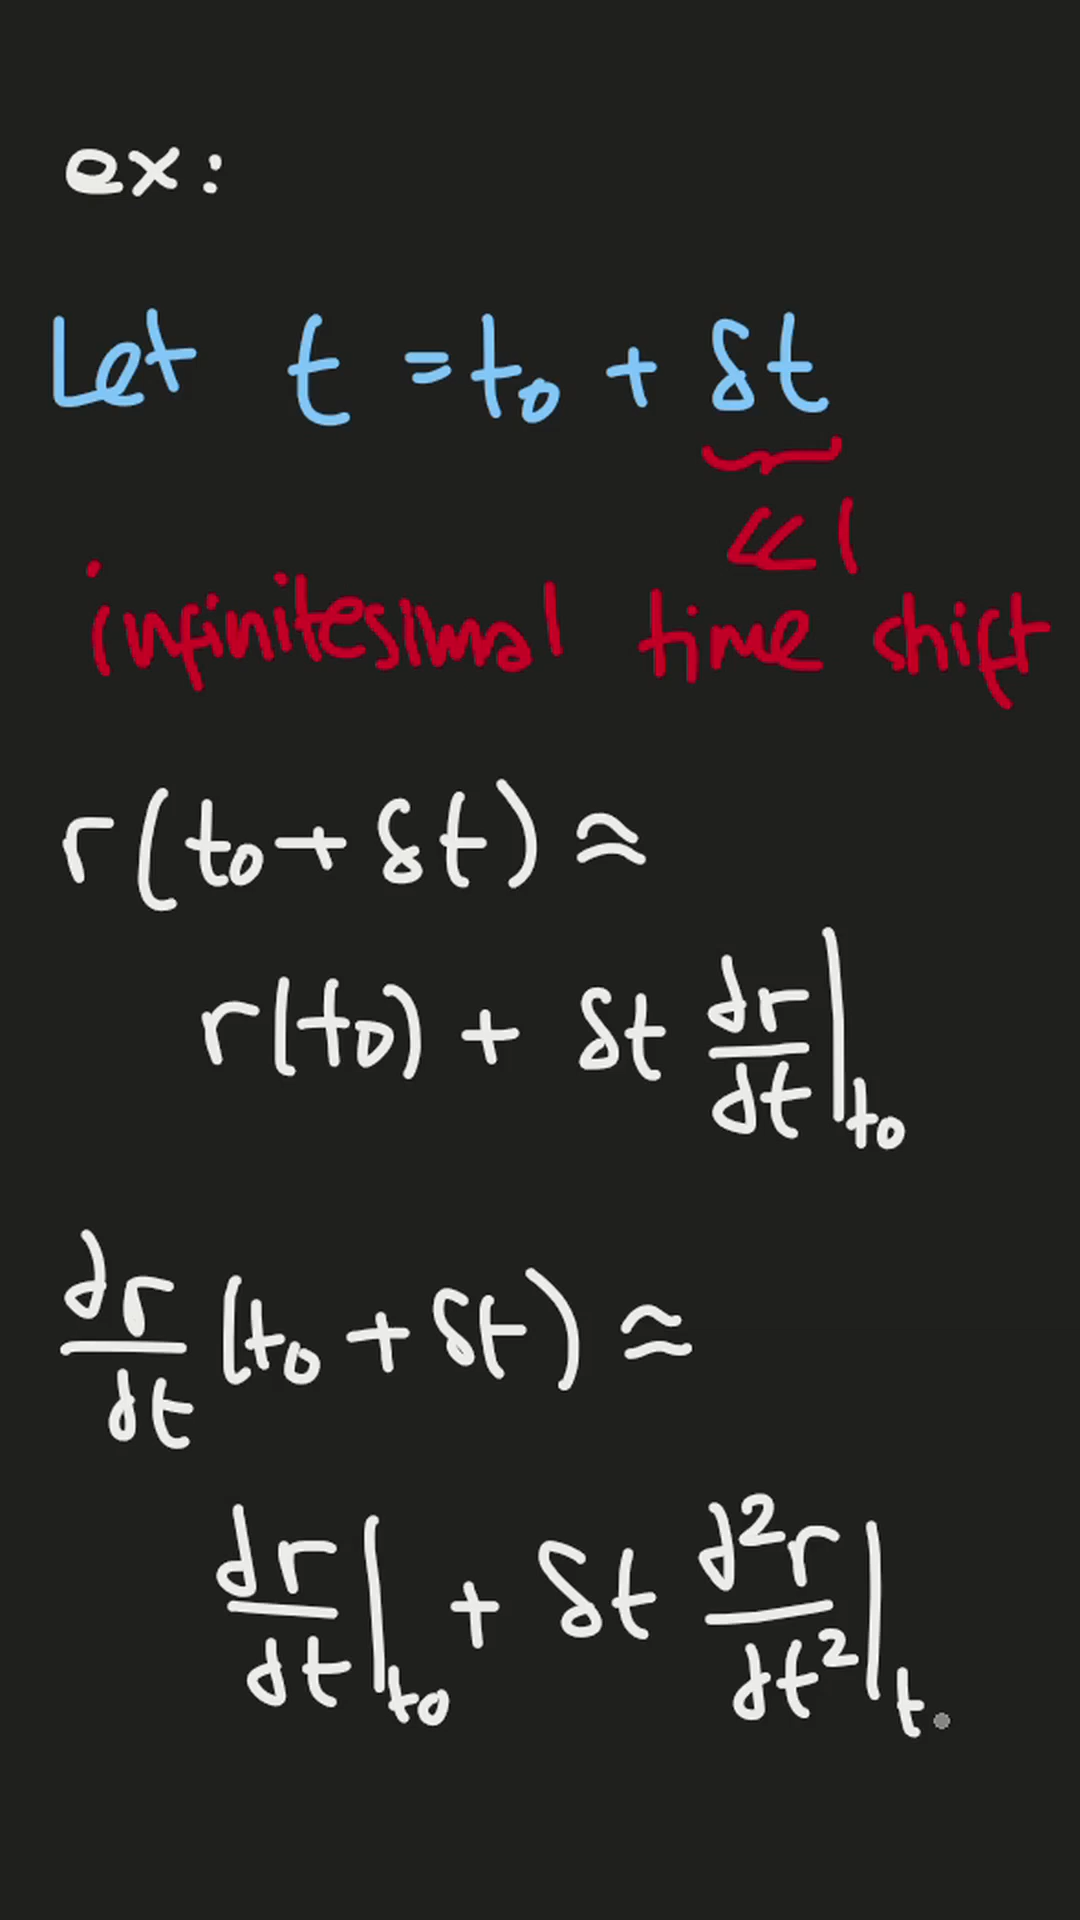 ex:
Let t = t₀ + δt
<< 1
infinitesimal time shift
r(t₀ + δt) ≈
r(t₀) + δt dr/dt|t₀
dr/dt (t₀ + δt) ≈
dr/dt|t₀ + δt d²r/dt²|t